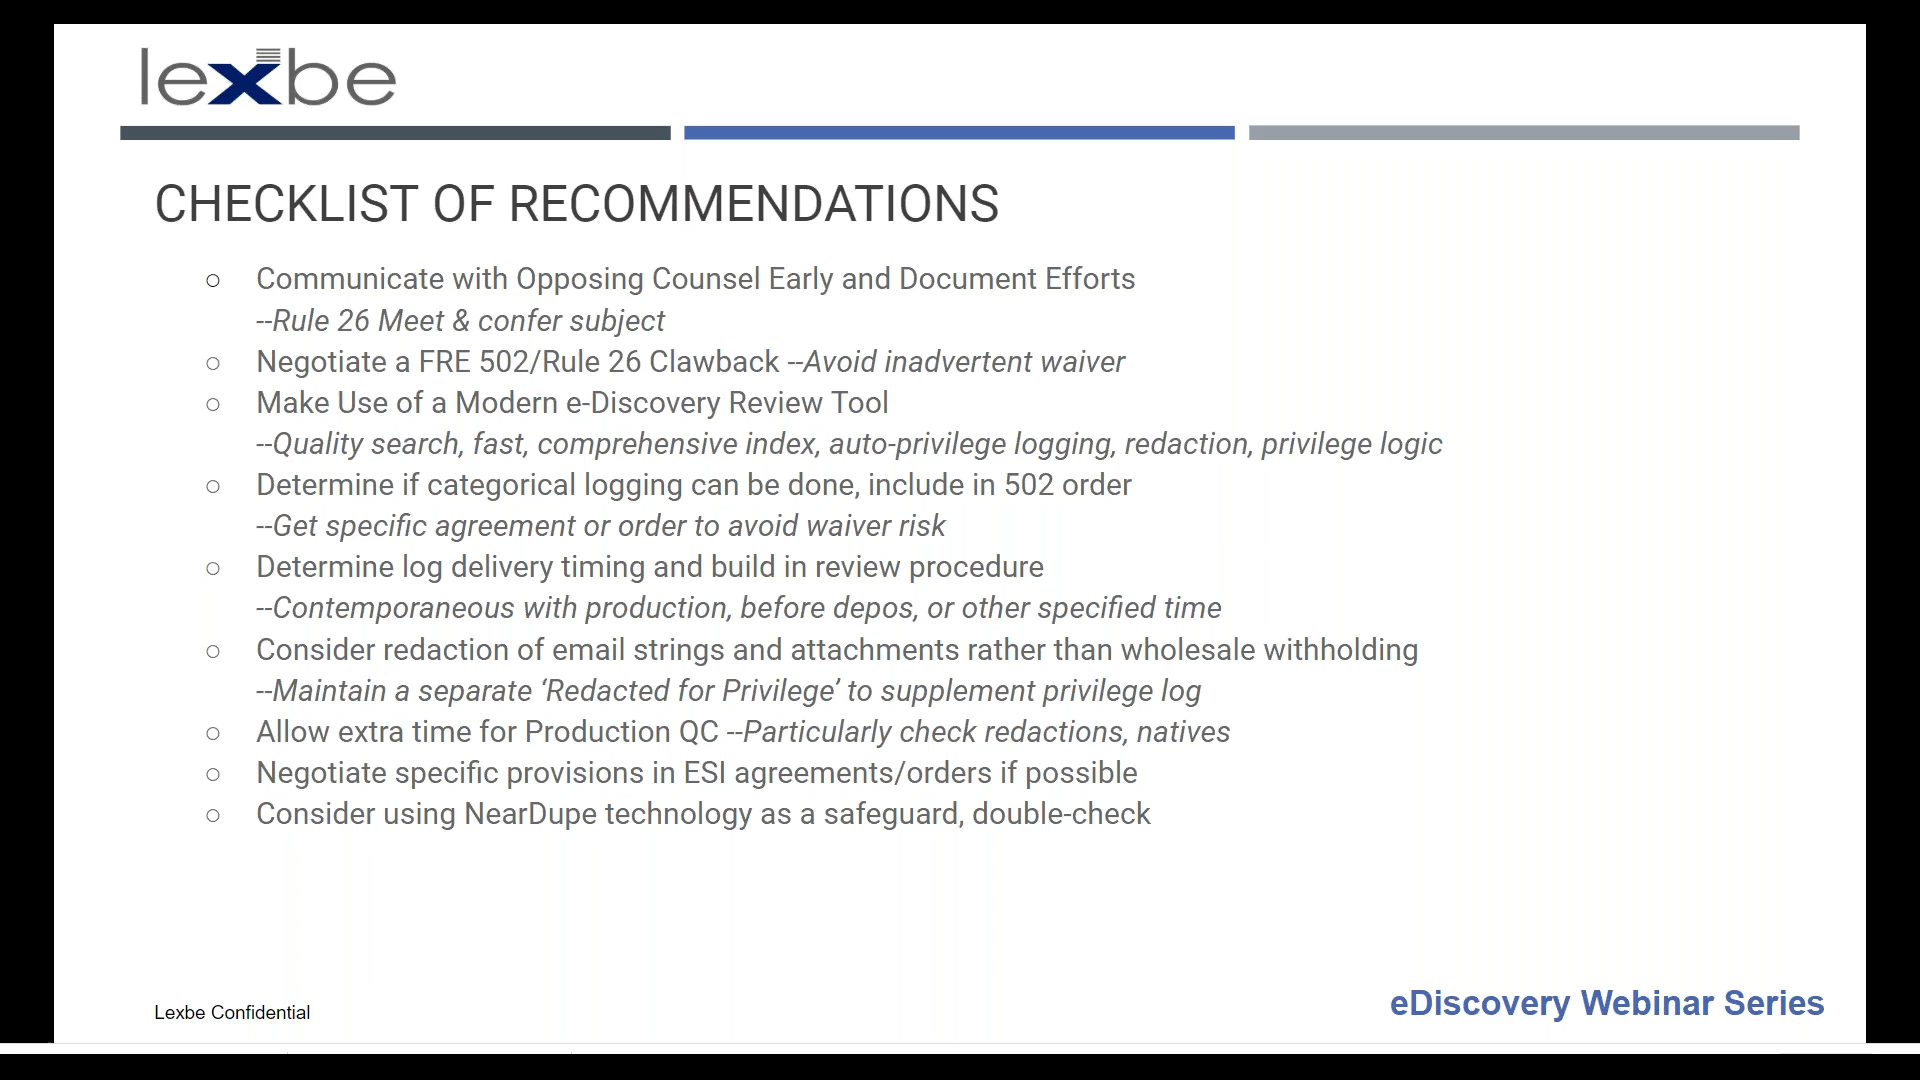 lexbe
CHECKLIST OF RECOMMENDATIONS
○ Communicate with Opposing Counsel Early and Document Efforts
--Rule 26 Meet & confer subject
○ Negotiate a FRE 502/Rule 26 Clawback --Avoid inadvertent waiver
○ Make Use of a Modern e-Discovery Review Tool
--Quality search, fast, comprehensive index, auto-privilege logging, redaction, privilege logic
○ Determine if categorical logging can be done, include in 502 order
--Get specific agreement or order to avoid waiver risk
○ Determine log delivery timing and build in review procedure
--Contemporaneous with production, before depos, or other specified time
○ Consider redaction of email strings and attachments rather than wholesale withholding
--Maintain a separate ‘Redacted for Privilege’ to supplement privilege log
○ Allow extra time for Production QC --Particularly check redactions, natives
○ Negotiate specific provisions in ESI agreements/orders if possible
○ Consider using NearDupe technology as a safeguard, double-check
Lexbe Confidential
eDiscovery Webinar Series